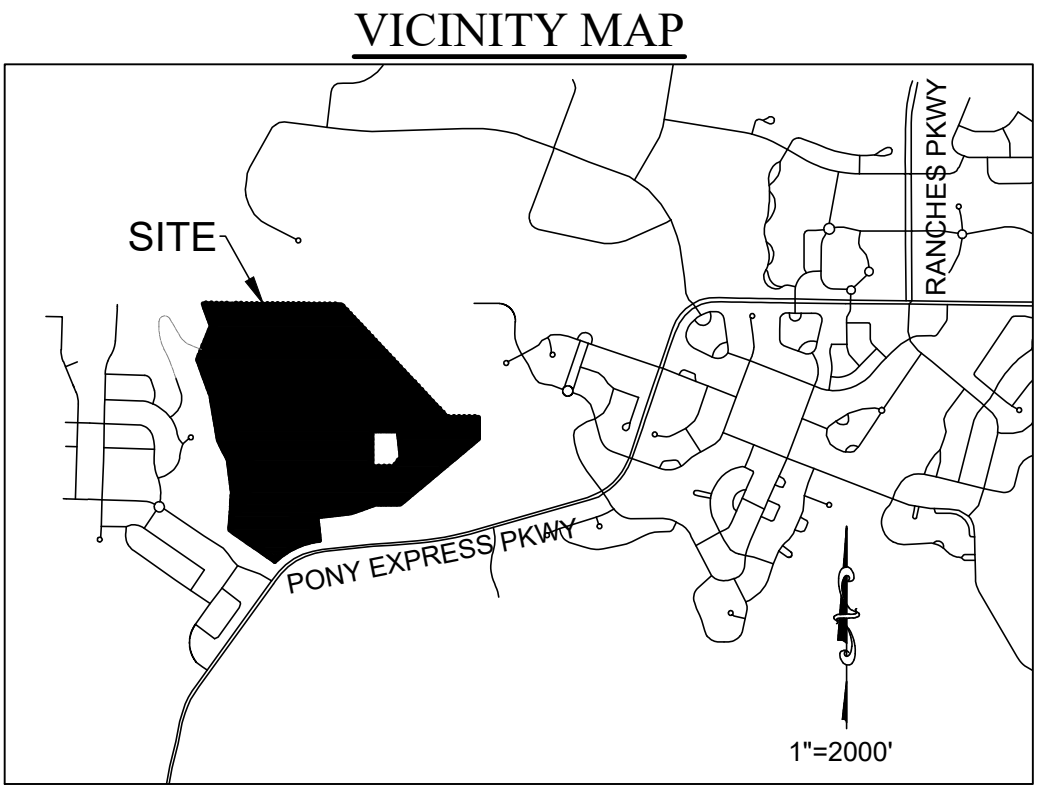 VICINITY MAP
RANCHES PKWY
SITE
PONY EXPRESS PKWY
1"=2000'